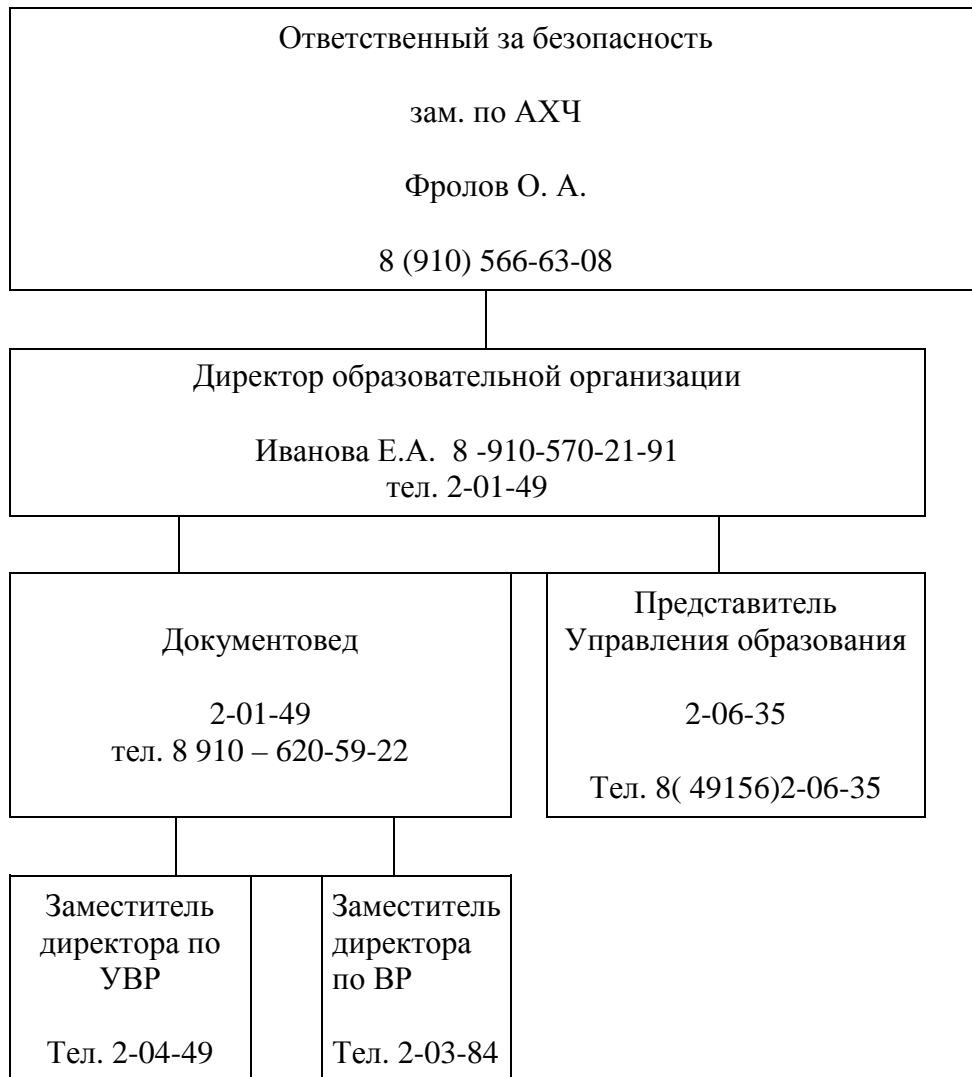 Ответственный за безопасность
зам. по АХЧ
Фролов О. А.
8 (910) 566-63-08
Директор образовательной организации
Иванова Е.А.  8 -910-570-21-91
тел. 2-01-49
Документовед
2-01-49
тел. 8 910 – 620-59-22
Представитель
Управления образования
2-06-35
Тел. 8( 49156)2-06-35
Заместитель
директора по
УВР
Тел. 2-04-49
Заместитель
директора
по ВР
Тел. 2-03-84